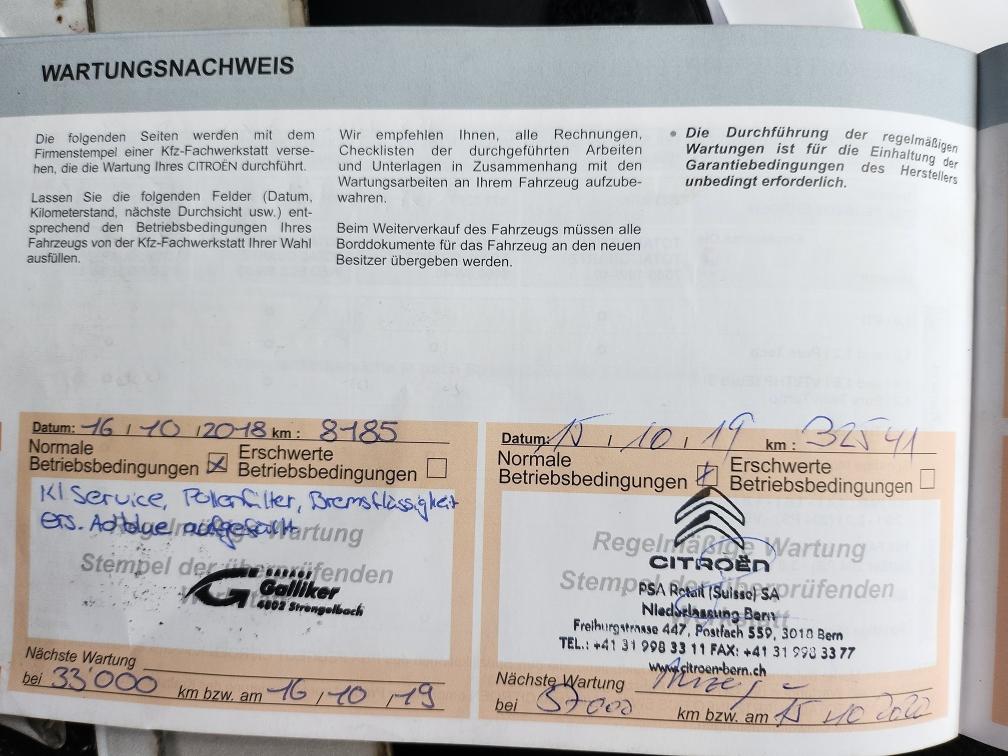 WARTUNGSNACHWEIS
Die folgenden Seiten werden mit dem
Firmenstempel einer Kfz-Fachwerkstatt verse-
hen, die die Wartung Ihres CITROËN durchführt.
Lassen Sie die folgenden Felder (Datum,
Kilometerstand, nächste Durchsicht usw.) ent-
sprechend den Betriebsbedingungen Ihres
Fahrzeugs von der Kfz-Fachwerkstatt Ihrer Wahl
ausfüllen.
Wir empfehlen Ihnen, alle Rechnungen,
Checklisten der durchgeführten Arbeiten
und Unterlagen in Zusammenhang mit den
Wartungsarbeiten an Ihrem Fahrzeug aufzube-
wahren.
Beim Weiterverkauf des Fahrzeugs müssen alle
Borddokumente für das Fahrzeug an den neuen
Besitzer übergeben werden.
• Die Durchführung der regelmäßigen
Wartungen ist für die Einhaltung der
Garantiebedingungen des Herstellers
unbedingt erforderlich.
Datum: 16 / 10 / 2018 km : 8185
Normale
Betriebsbedingungen
Erschwerte
Betriebsbedingungen
Kl Service, Pollenfilter, Bremsflüssigkeit
ers. Adblue aufgefüllt
Regelmäßige Wartung
Stempel der überprüfenden
GARAGE
Galliker
4802 Strengelbach
Nächste Wartung
bei 33'000 km bzw. am 16 / 10 / 19
Datum: 15 / 10 / 19 km : 32541
Normale
Betriebsbedingungen
Erschwerte
Betriebsbedingungen
Regelmäßige Wartung
Stempel der überprüfenden
CITROËN
PSA Retail (Suisse) SA
Niederlassung Bern
Freiburgstrasse 447, Postfach 559, 3018 Bern
TEL.: +41 31 998 33 11 FAX: +41 31 998 33 77
www.citroen-bern.ch
Nächste Wartung
bei 57000 km bzw. am 15 10 2020